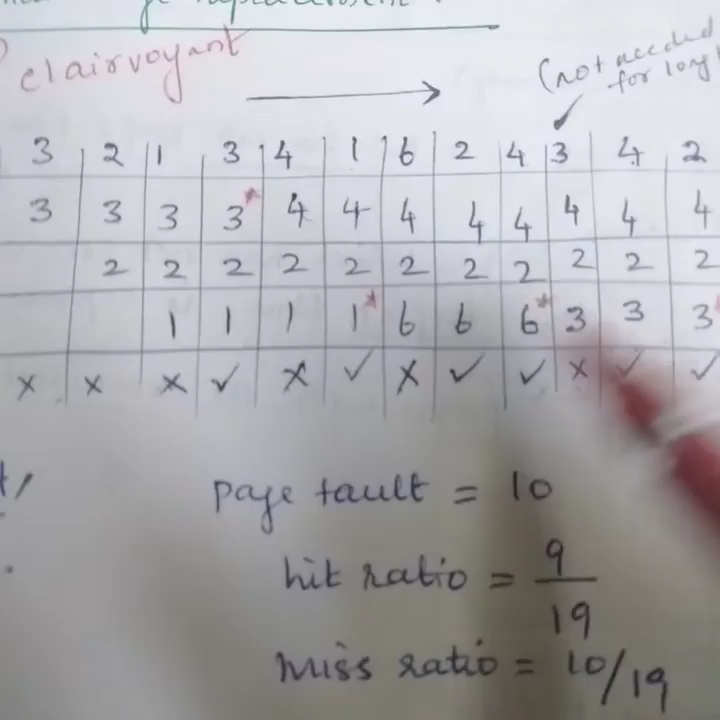 clairvoyant
(not needed
for long
3 2 1 3 4 1 6 2 4 3 4 2
3 3 3 3* 4 4 4 4 4 4 4 4
2 2 2 2 2 2 2 2 2 2 2
1 1 1 1* 6 6 6* 3 3 3
x x x ✓ x ✓ x ✓ ✓ x ✓ ✓
page fault = 10
hit ratio = 9/19
miss ratio = 10/19